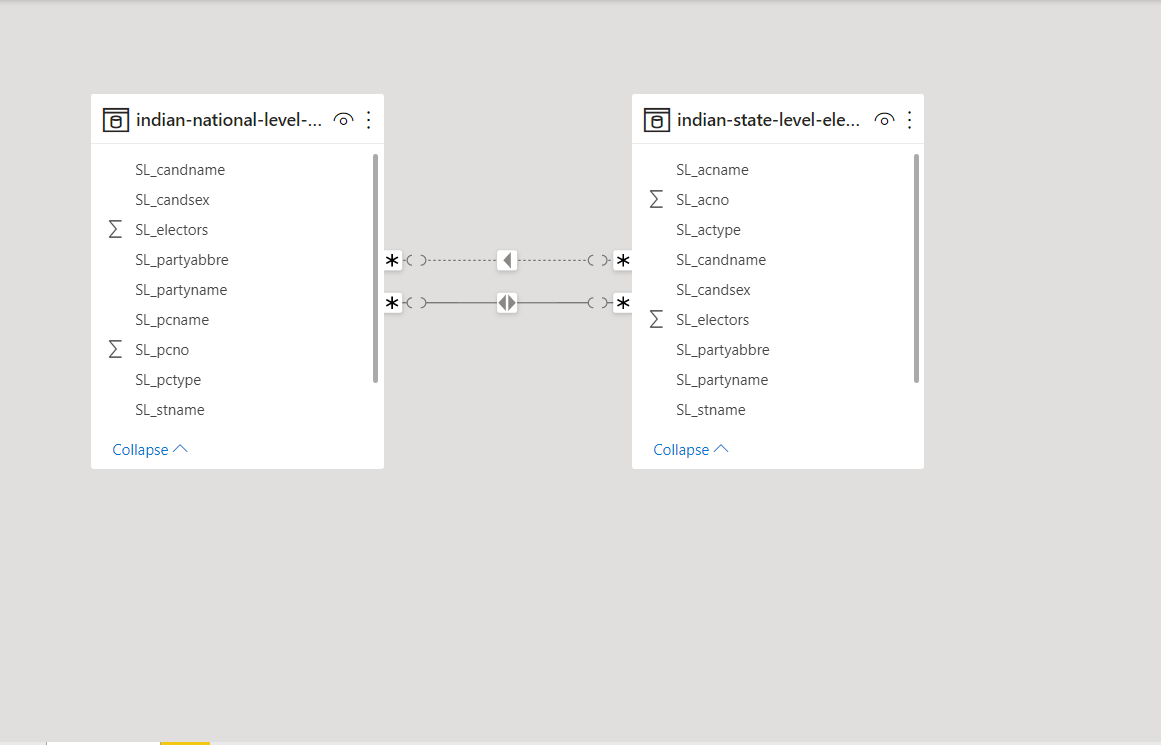 indian-national-level-...
SL_candname
SL_candsex
∑ SL_electors
SL_partyabbre
SL_partyname
SL_pcname
∑ SL_pcno
SL_pctype
SL_stname
Collapse
* *
* *
indian-state-level-ele...
SL_acname
∑ SL_acno
SL_actype
SL_candname
SL_candsex
∑ SL_electors
SL_partyabbre
SL_partyname
SL_stname
Collapse